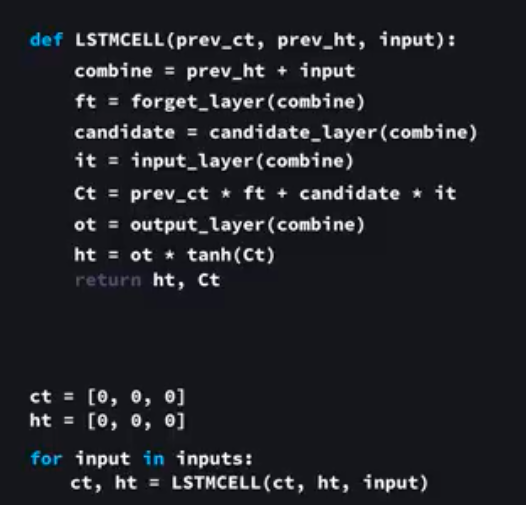 def LSTMCELL(prev_ct, prev_ht, input):
    combine = prev_ht + input
    ft = forget_layer(combine)
    candidate = candidate_layer(combine)
    it = input_layer(combine)
    Ct = prev_ct * ft + candidate * it
    ot = output_layer(combine)
    ht = ot * tanh(Ct)
    return ht, Ct
ct = [0, 0, 0]
ht = [0, 0, 0]
for input in inputs:
    ct, ht = LSTMCELL(ct, ht, input)